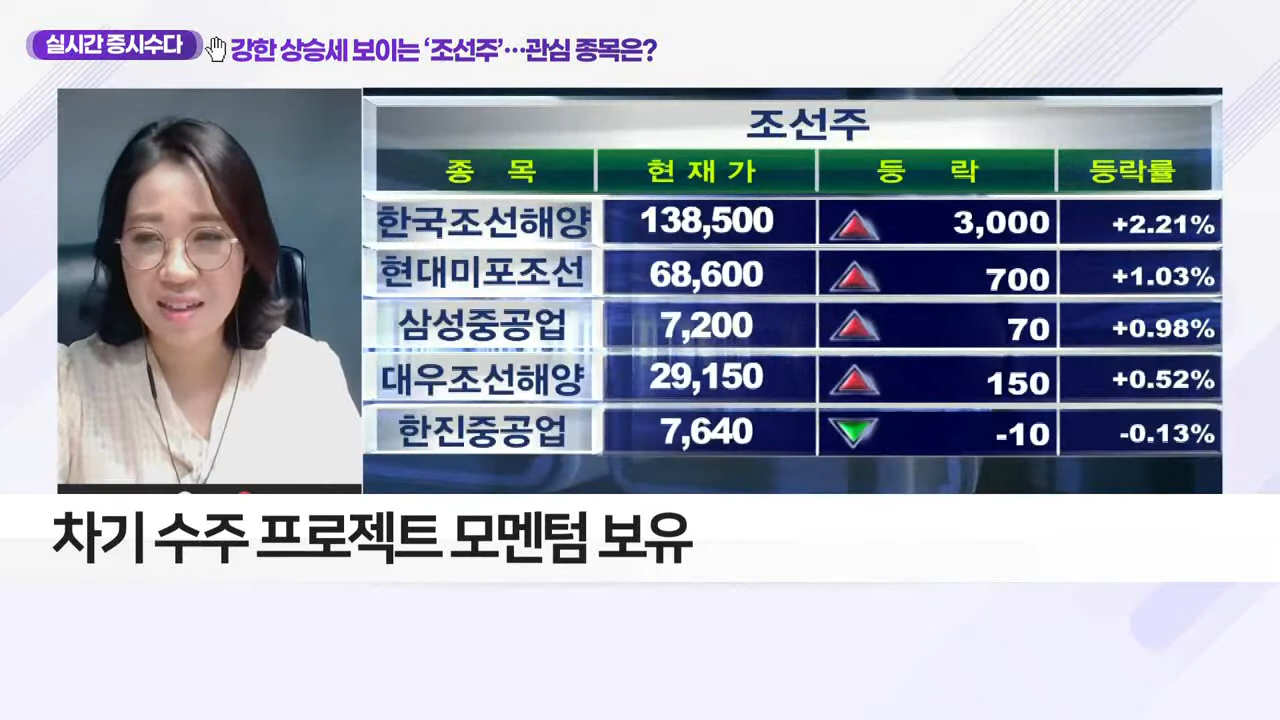 실시간 증시수다 강한 상승세 보이는 ‘조선주’…관심 종목은?
조선주
종 목 현 재 가 등 락 등락률
한국조선해양 138,500 3,000 +2.21%
현대미포조선 68,600 700 +1.03%
삼성중공업 7,200 70 +0.98%
대우조선해양 29,150 150 +0.52%
한진중공업 7,640 -10 -0.13%
차기 수주 프로젝트 모멘텀 보유